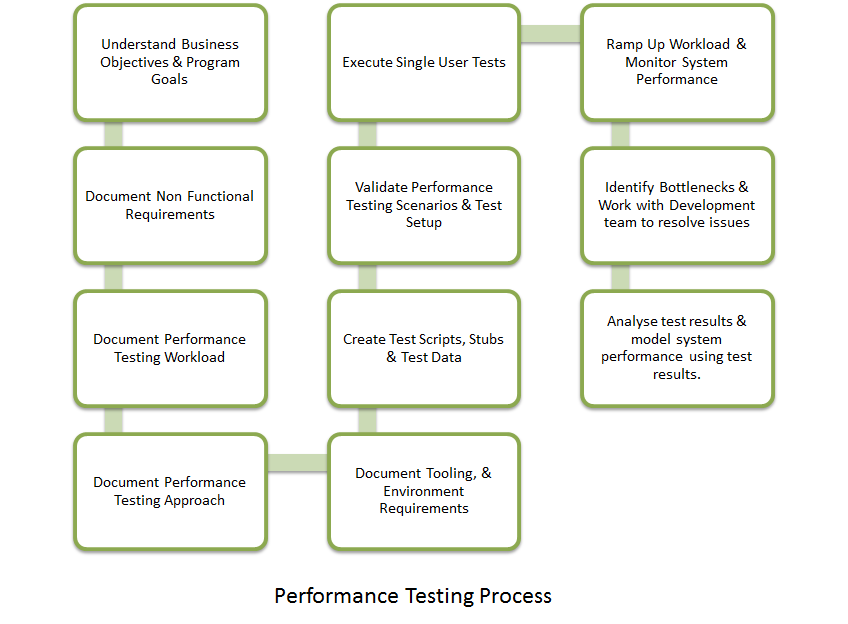 Understand Business
Objectives & Program
Goals
Document Non Functional
Requirements
Document Performance
Testing Workload
Document Performance
Testing Approach
Document Tooling, &
Environment
Requirements
Create Test Scripts, Stubs
& Test Data
Validate Performance
Testing Scenarios & Test
Setup
Execute Single User Tests
Ramp Up Workload &
Monitor System
Performance
Identify Bottlenecks &
Work with Development
team to resolve issues
Analyse test results &
model system
performance using test
results.
Performance Testing Process